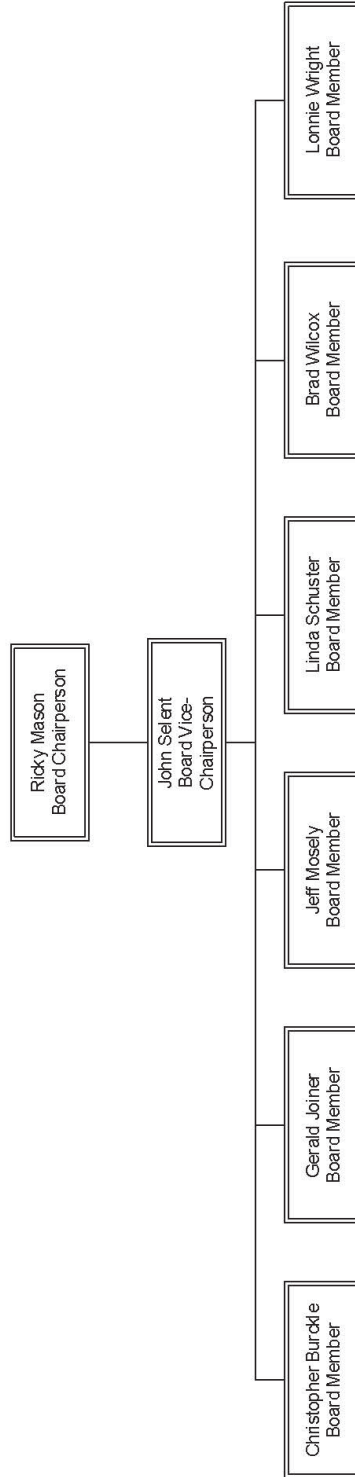 Ricky Mason
Board Chairperson
John Selent
Board Vice-
Chairperson
Christopher Burckle
Board Member
Gerald Joiner
Board Member
Jeff Mosely
Board Member
Linda Schuster
Board Member
Brad Wilcox
Board Member
Lonnie Wright
Board Member